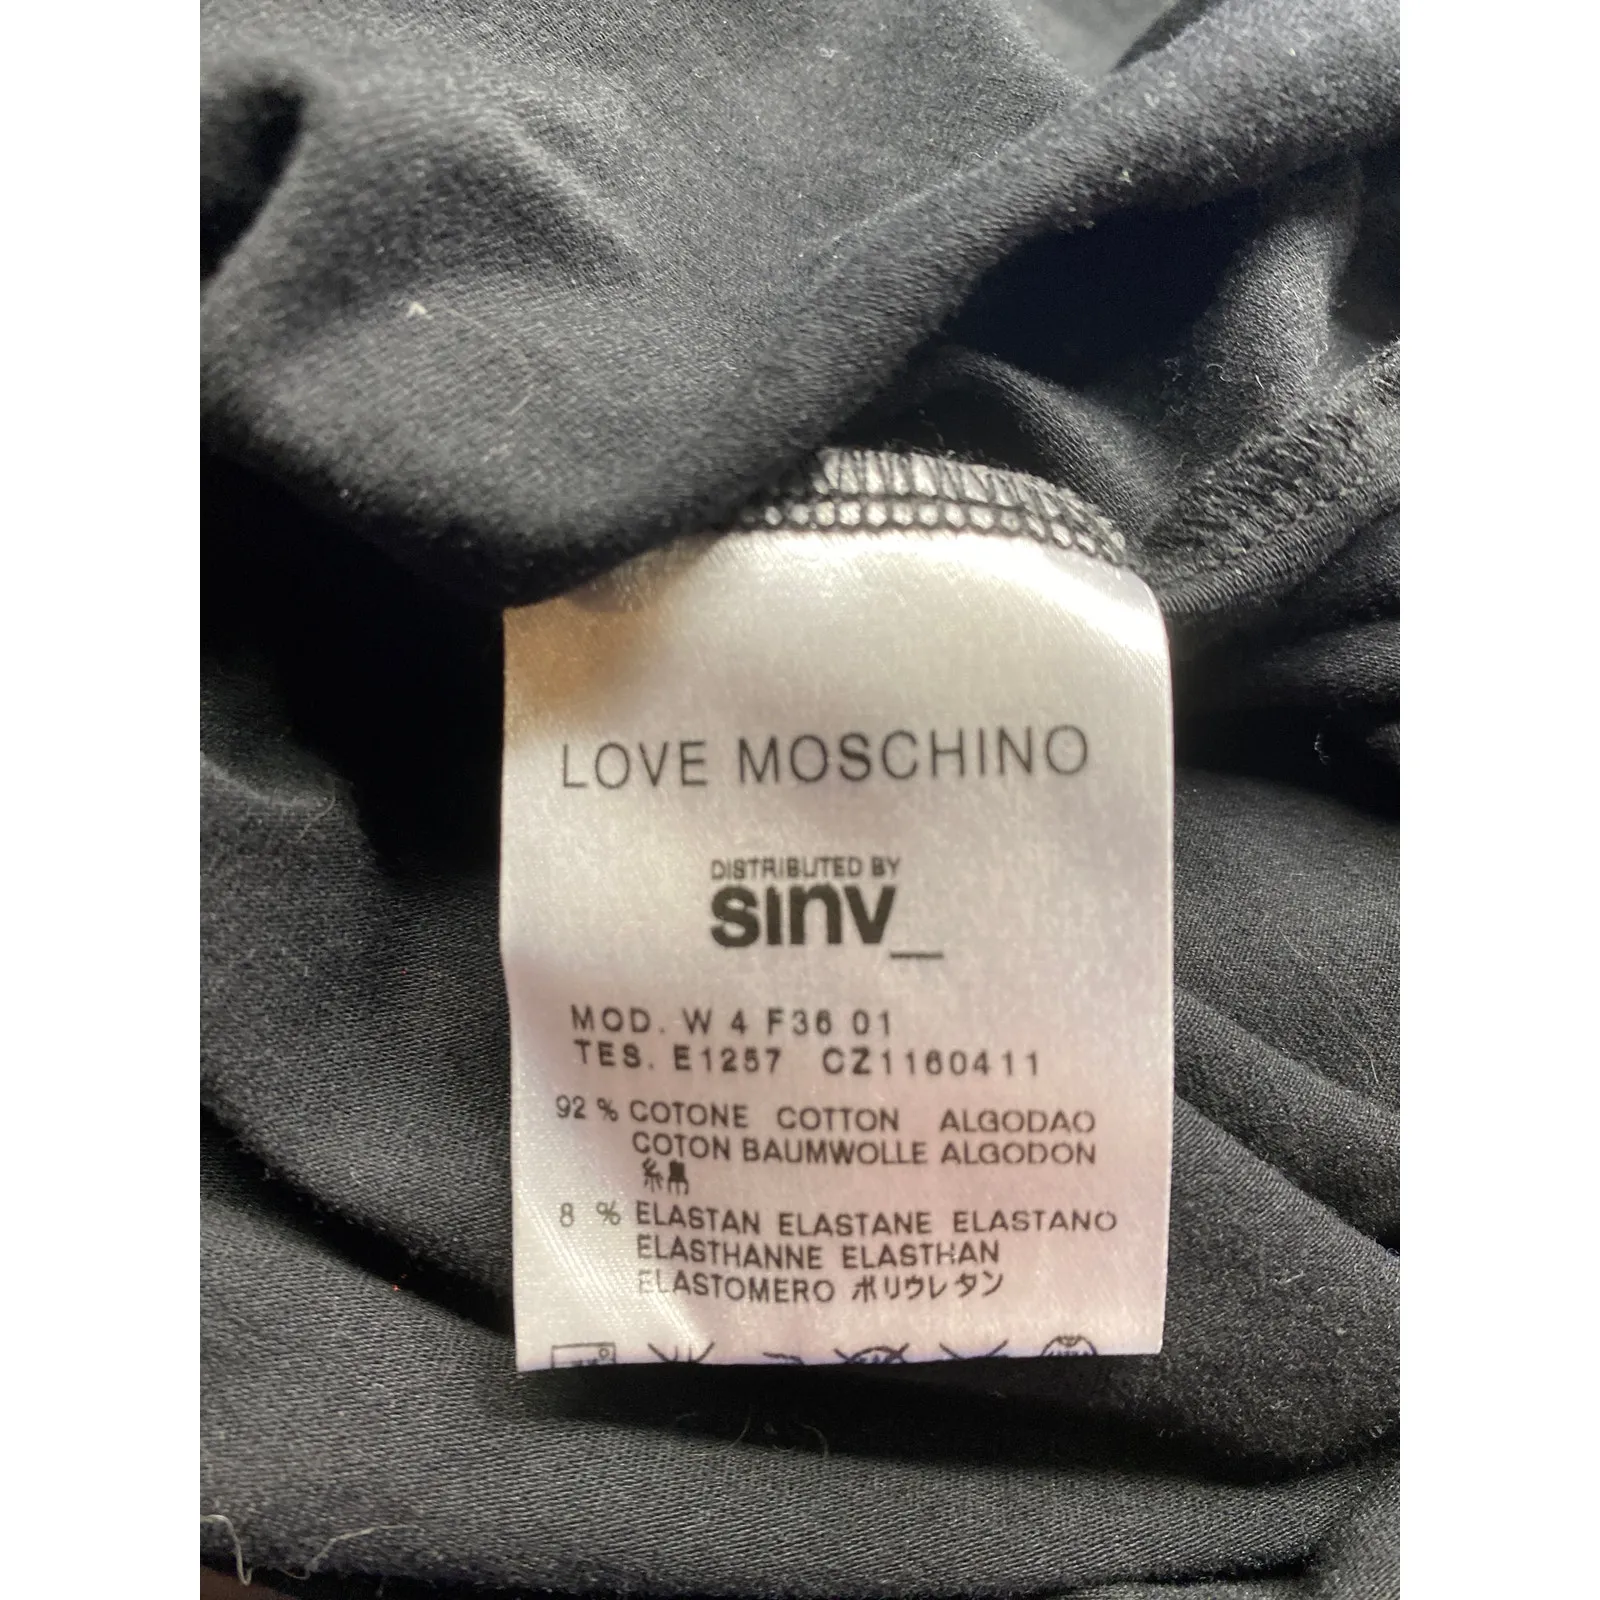 LOVE MOSCHINO
DISTRIBUTED BY
sinv_
MOD. W 4 F36 01
TES. E1257 CZ1160411
92 % COTONE COTTON ALGODAO
COTON BAUMWOLLE ALGODON
綿
8 % ELASTAN ELASTANE ELASTANO
ELASTHANNE ELASTHAN
ELASTOMERO ポリウレタン